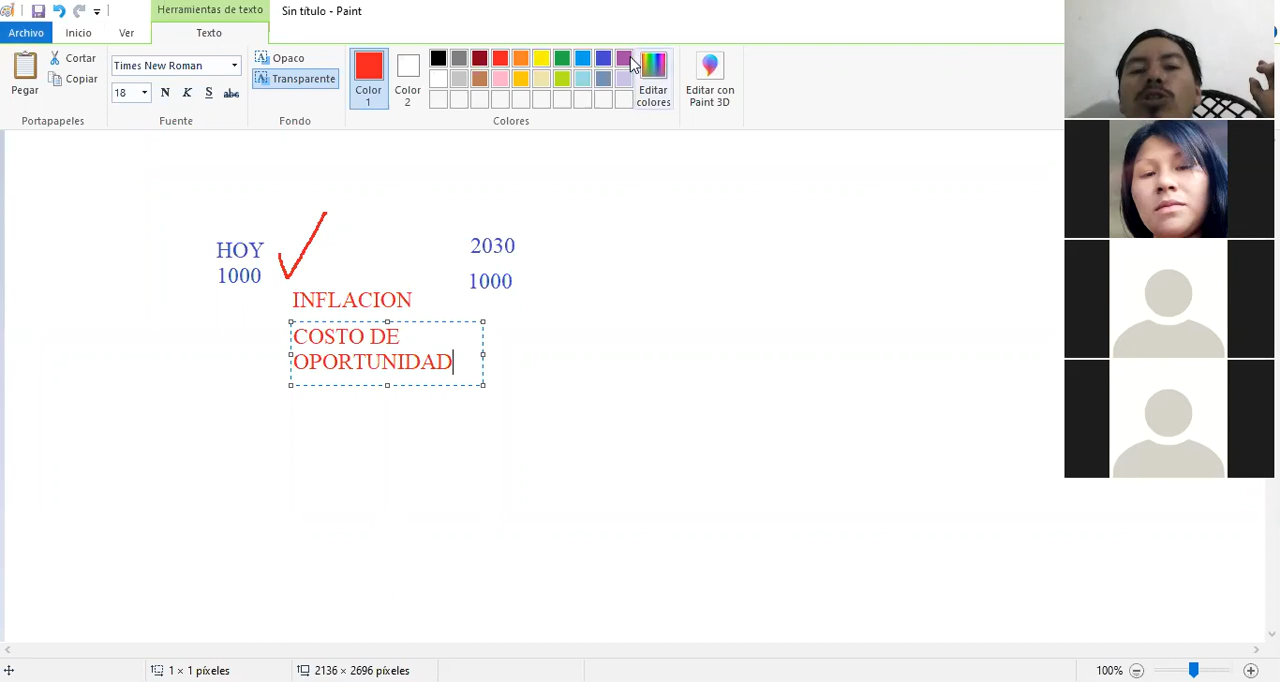 Herramientas de texto
Sin título - Paint
Archivo
Inicio
Ver
Texto
Pegar
Cortar
Copiar
Portapapeles
Times New Roman
18
N K S abc
Fuente
Opaco
Transparente
Fondo
Color 1
Color 2
Editar colores
Colores
Editar con Paint 3D
HOY
1000
2030
1000
INFLACION
COSTO DE
OPORTUNIDAD
1 × 1 píxeles
2136 × 2696 píxeles
100%